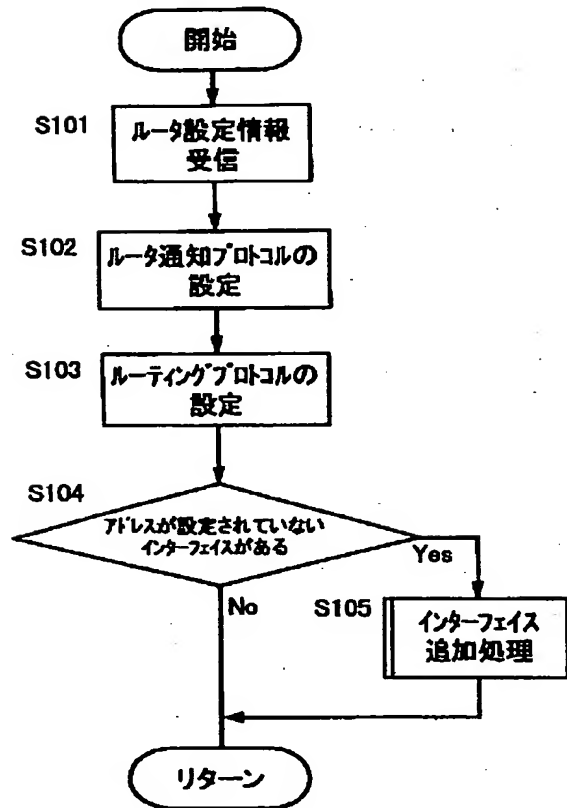 開始
S101
ルータ設定情報
受信
S102
ルータ通知プロトコルの
設定
S103
ルーティングプロトコルの
設定
S104
アドレスが設定されていない
インターフェイスがある
Yes
No
S105
インターフェイス
追加処理
リターン